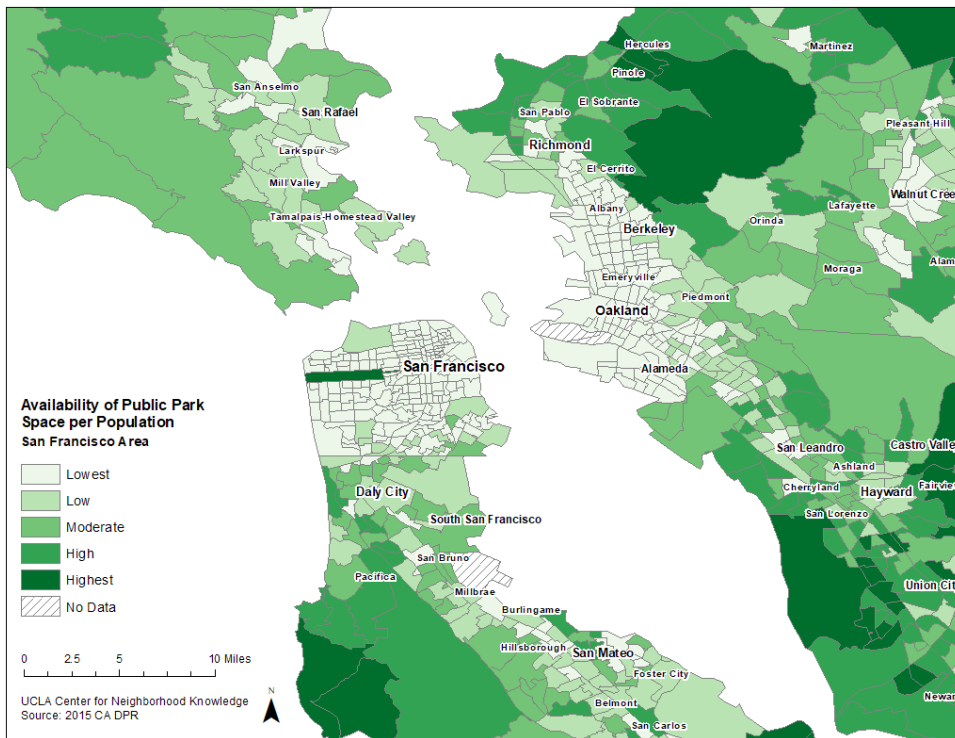 Hercules
Martinez
Pinole
San Anselmo
El Sobrante
San Rafael
San Pablo
Pleasant Hill
Richmond
Larkspur
El Cerrito
Mill Valley
Walnut Cree
Albany
Lafayette
Tamalpais-Homestead Valley
Orinda
Berkeley
Alam
Moraga
Emeryville
Piedmont
Oakland
San Francisco
Alameda
Availability of Public Park
Space per Population
San Francisco Area
Lowest
Low
Moderate
High
Highest
No Data
San Leandro
Castro Valle
Ashland
Cherryland
Hayward
Fairvie
San Lorenzo
Daly City
South San Francisco
San Bruno
Pacifica
Millbrae
Union Cit
Burlingame
Hillsborough
San Mateo
Foster City
Belmont
Newar
San Carlos
0 2.5 5 10 Miles
UCLA Center for Neighborhood Knowledge
Source: 2015 CA DPR
N